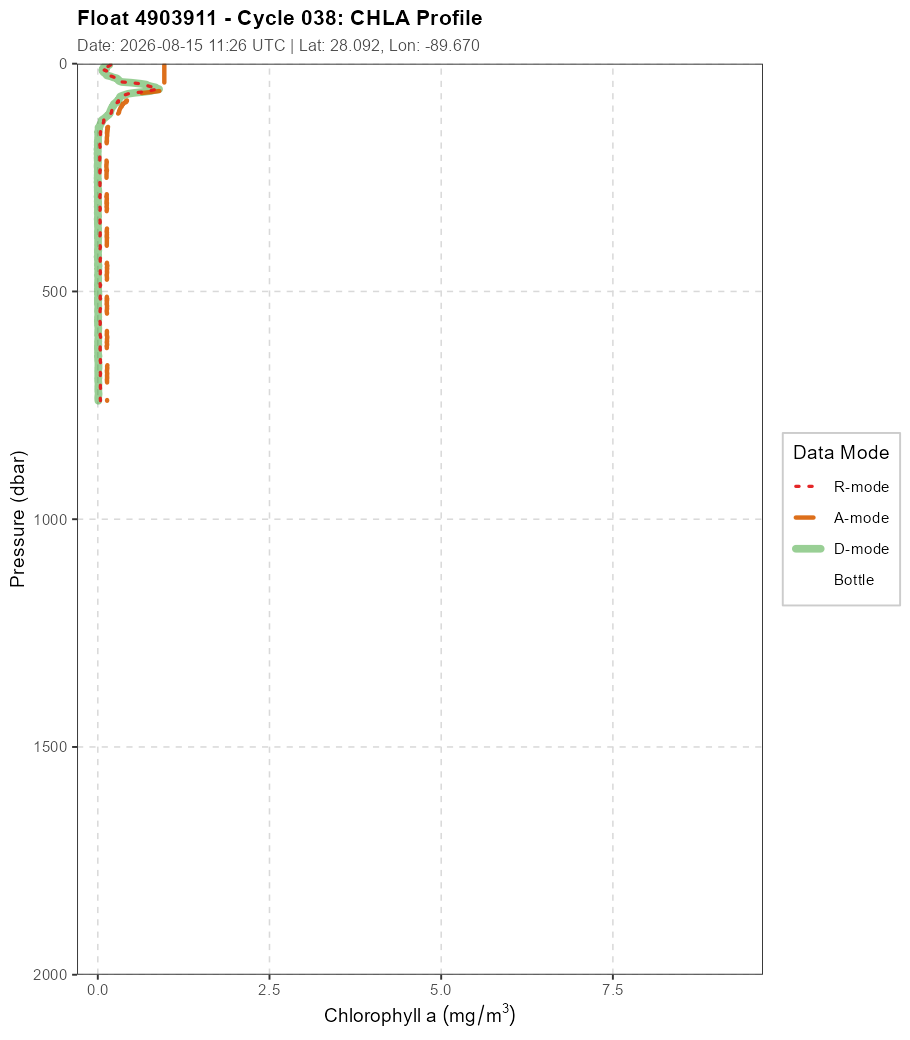 Float 4903911 - Cycle 038: CHLA Profile
Date: 2026-08-15 11:26 UTC | Lat: 28.092, Lon: -89.670
0
500
1000
1500
2000
Pressure (dbar)
0.0 2.5 5.0 7.5
Chlorophyll a (mg/m³)
Data Mode
R-mode
A-mode
D-mode
Bottle